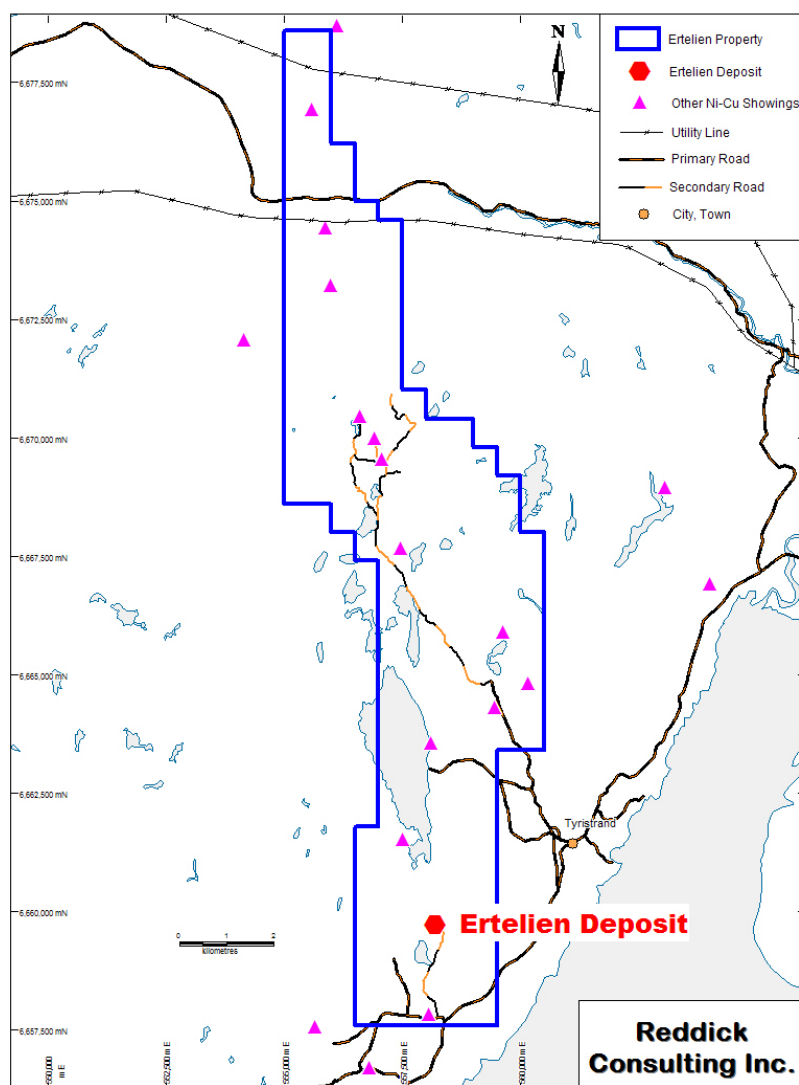 N
Ertelien Property
Ertelien Deposit
Other Ni-Cu Showings
Utility Line
Primary Road
Secondary Road
City, Town
6,677,500 mN
6,675,000 mN
6,672,500 mN
6,670,000 mN
6,667,500 mN
6,665,000 mN
6,662,500 mN
6,660,000 mN
6,657,500 mN
Tyristrand
Ertelien Deposit
0 1 2
kilometres
Reddick
Consulting Inc.